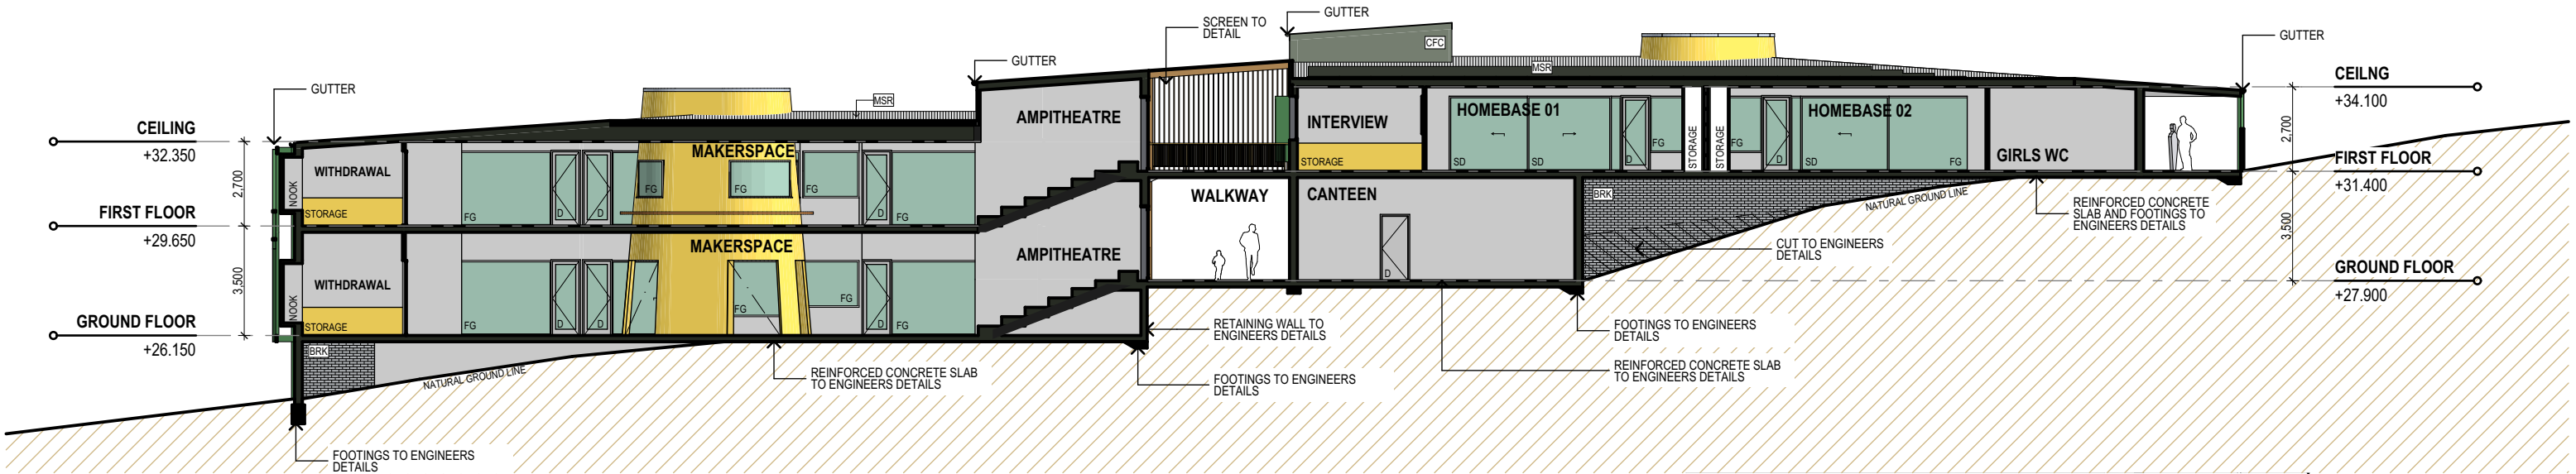 GUTTER
SCREEN TO
DETAIL
GUTTER
CFC
GUTTER
GUTTER
MSR
CEILNG
+34.100
GUTTER
MSR
CEILING
+32.350
2,700
FIRST FLOOR
+29.650
3,500
GROUND FLOOR
+26.150
NOOK
WITHDRAWAL
STORAGE
FG
D
D
MAKERSPACE
FG
FG
FG
D
FG
AMPITHEATRE
INTERVIEW
STORAGE
HOMEBASE 01
SD
SD
D
FG
STORAGE
STORAGE
FG
D
HOMEBASE 02
SD
FG
GIRLS WC
2,700
FIRST FLOOR
+31.400
3,500
GROUND FLOOR
+27.900
NOOK
WITHDRAWAL
STORAGE
FG
D
D
MAKERSPACE
FG
FG
D
FG
AMPITHEATRE
WALKWAY
CANTEEN
D
BRK
NATURAL GROUND LINE
CUT TO ENGINEERS
DETAILS
REINFORCED CONCRETE
SLAB AND FOOTINGS TO
ENGINEERS DETAILS
BRK
NATURAL GROUND LINE
FOOTINGS TO ENGINEERS
DETAILS
REINFORCED CONCRETE SLAB
TO ENGINEERS DETAILS
RETAINING WALL TO
ENGINEERS DETAILS
FOOTINGS TO ENGINEERS
DETAILS
FOOTINGS TO ENGINEERS
DETAILS
REINFORCED CONCRETE SLAB
TO ENGINEERS DETAILS